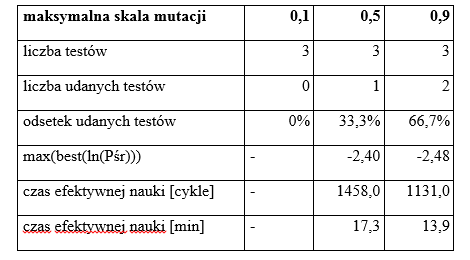 maksymalna skala mutacji 0,1 0,5 0,9
liczba testów 3 3 3
liczba udanych testów 0 1 2
odsetek udanych testów 0% 33,3% 66,7%
max(best(ln(Pśr))) - -2,40 -2,48
czas efektywnej nauki [cykle] - 1458,0 1131,0
czas efektywnej nauki [min] - 17,3 13,9